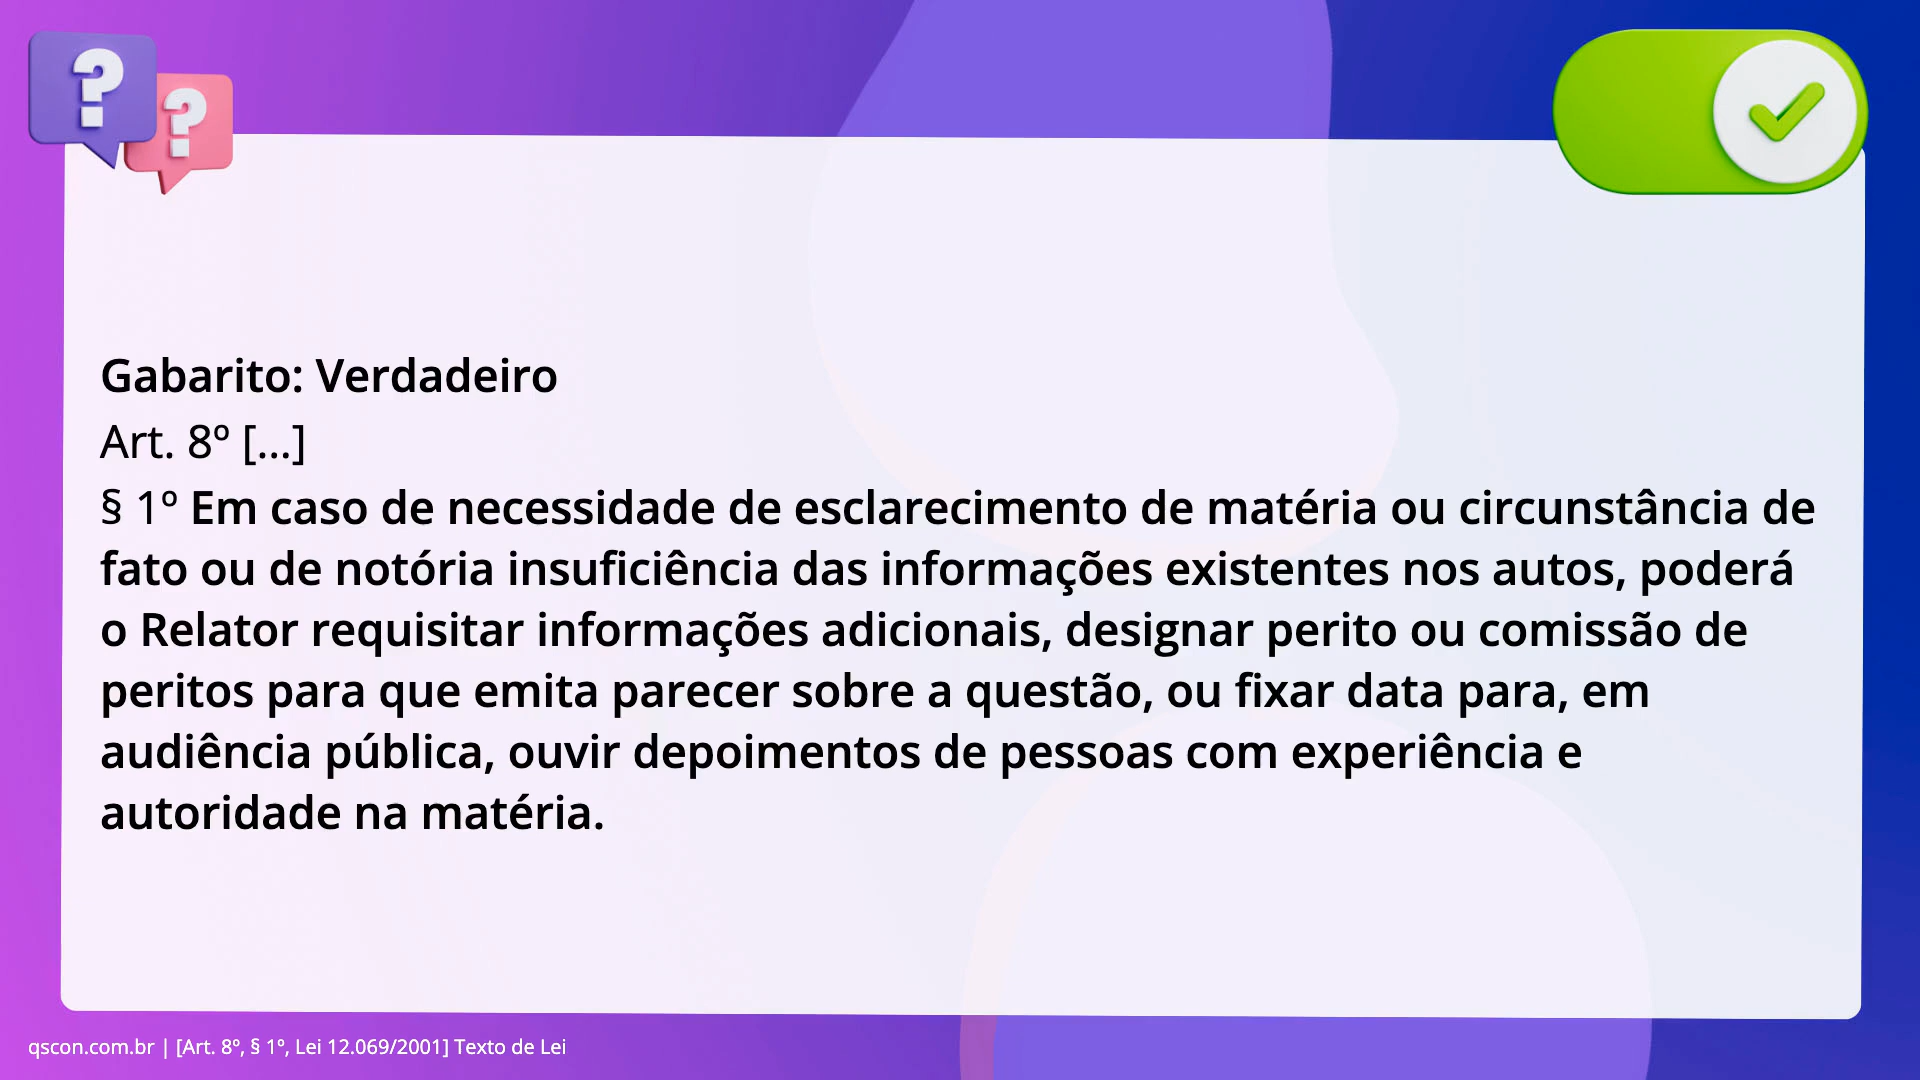 Gabarito: Verdadeiro
Art. 8º [...]
§ 1º Em caso de necessidade de esclarecimento de matéria ou circunstância de
fato ou de notória insuficiência das informações existentes nos autos, poderá
o Relator requisitar informações adicionais, designar perito ou comissão de
peritos para que emita parecer sobre a questão, ou fixar data para, em
audiência pública, ouvir depoimentos de pessoas com experiência e
autoridade na matéria.
qscon.com.br | [Art. 8º, § 1º, Lei 12.069/2001] Texto de Lei